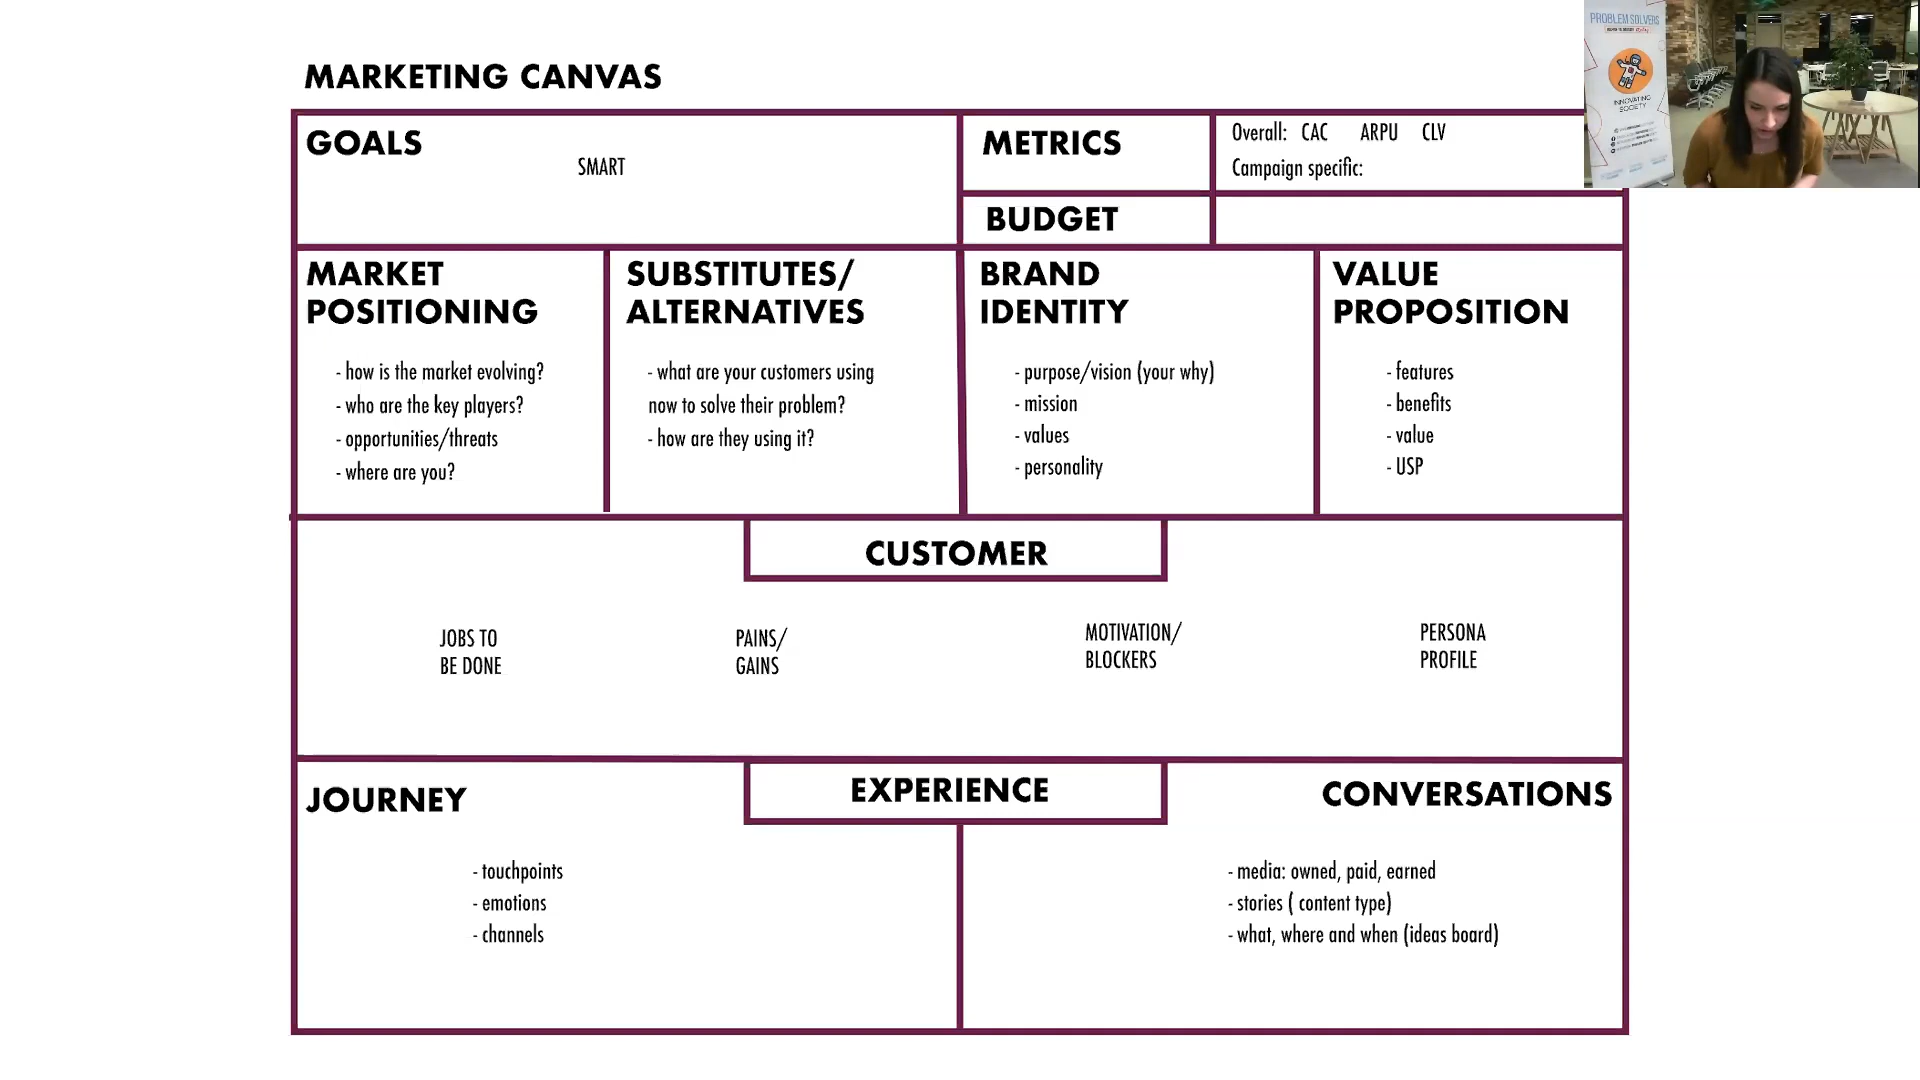 MARKETING CANVAS
GOALS
SMART
METRICS
Overall: CAC ARPU CLV
Campaign specific:
BUDGET
MARKET
POSITIONING
- how is the market evolving?
- who are the key players?
- opportunities/threats
- where are you?
SUBSTITUTES/
ALTERNATIVES
- what are your customers using
now to solve their problem?
- how are they using it?
BRAND
IDENTITY
- purpose/vision (your why)
- mission
- values
- personality
VALUE
PROPOSITION
- features
- benefits
- value
- USP
CUSTOMER
JOBS TO
BE DONE
PAINS/
GAINS
MOTIVATION/
BLOCKERS
PERSONA
PROFILE
EXPERIENCE
JOURNEY
- touchpoints
- emotions
- channels
CONVERSATIONS
- media: owned, paid, earned
- stories ( content type)
- what, where and when (ideas board)
PROBLEM SOLVERS
INNOVATING
SOCIETY